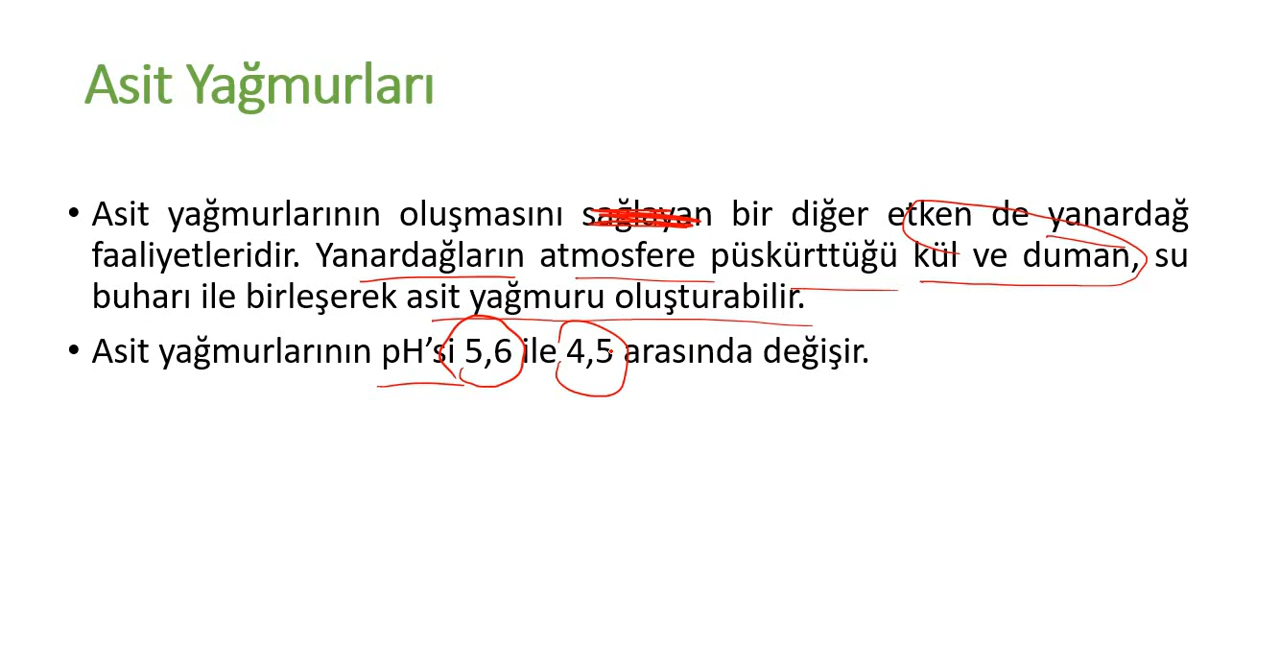 Asit Yağmurları
• Asit yağmurlarının oluşmasını sağlayan bir diğer etken de yanardağ
faaliyetleridir. Yanardağların atmosfere püskürttüğü kül ve duman, su
buharı ile birleşerek asit yağmuru oluşturabilir.
• Asit yağmurlarının pH’si 5,6 ile 4,5 arasında değişir.